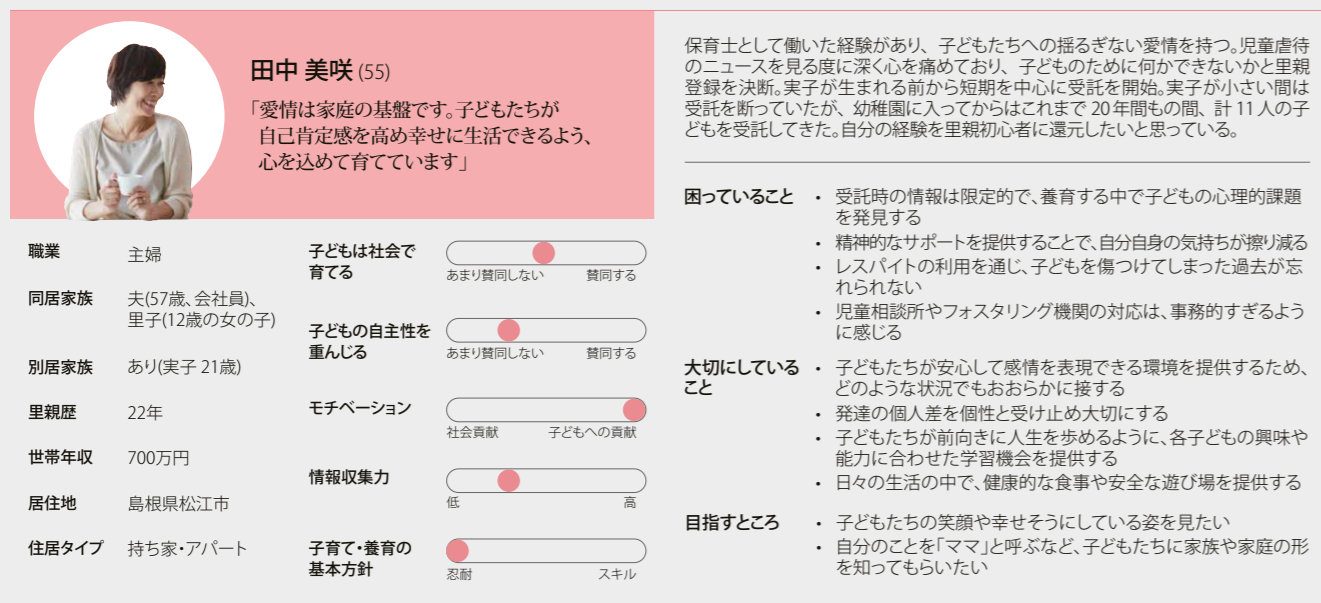 田中 美咲 (55)
「愛情は家庭の基盤です。子どもたちが
自己肯定感を高め幸せに生活できるよう、
心を込めて育てています」
職業 主婦
同居家族 夫(57歳、会社員)、
里子(12歳の女の子)
別居家族 あり(実子 21歳)
里親歴 22年
世帯年収 700万円
居住地 島根県松江市
住居タイプ 持ち家・アパート
子どもは社会で
育てる
あまり賛同しない 賛同する
子どもの自主性を
重んじる
あまり賛同しない 賛同する
モチベーション
社会貢献 子どもへの貢献
情報収集力
低 高
子育て・養育の
基本方針
忍耐 スキル
保育士として働いた経験があり、子どもたちへの揺るぎない愛情を持つ。児童虐待
のニュースを見る度に深く心を痛めており、子どものために何かできないかと里親
登録を決断。実子が生まれる前から短期を中心に受託を開始。実子が小さい間は
受託を断っていたが、幼稚園に入ってからはこれまで20年間もの間、計11人の子
どもを受託してきた。自分の経験を里親初心者に還元したいと思っている。
困っていること • 受託時の情報は限定的で、養育する中で子どもの心理的課題
を発見する
• 精神的なサポートを提供することで、自分自身の気持ちが擦り減る
• レスパイトの利用を通じ、子どもを傷つけてしまった過去が忘
れられない
• 児童相談所やフォスタリング機関の対応は、事務的すぎるよう
に感じる
大切にしている • 子どもたちが安心して感情を表現できる環境を提供するため、
こと どのような状況でもおおらかに接する
• 発達の個人差を個性と受け止め大切にする
• 子どもたちが前向きに人生を歩めるように、各子どもの興味や
能力に合わせた学習機会を提供する
• 日々の生活の中で、健康的な食事や安全な遊び場を提供する
目指すところ • 子どもたちの笑顔や幸せそうにしている姿を見たい
• 自分のことを「ママ」と呼ぶなど、子どもたちに家族や家庭の形
を知ってもらいたい